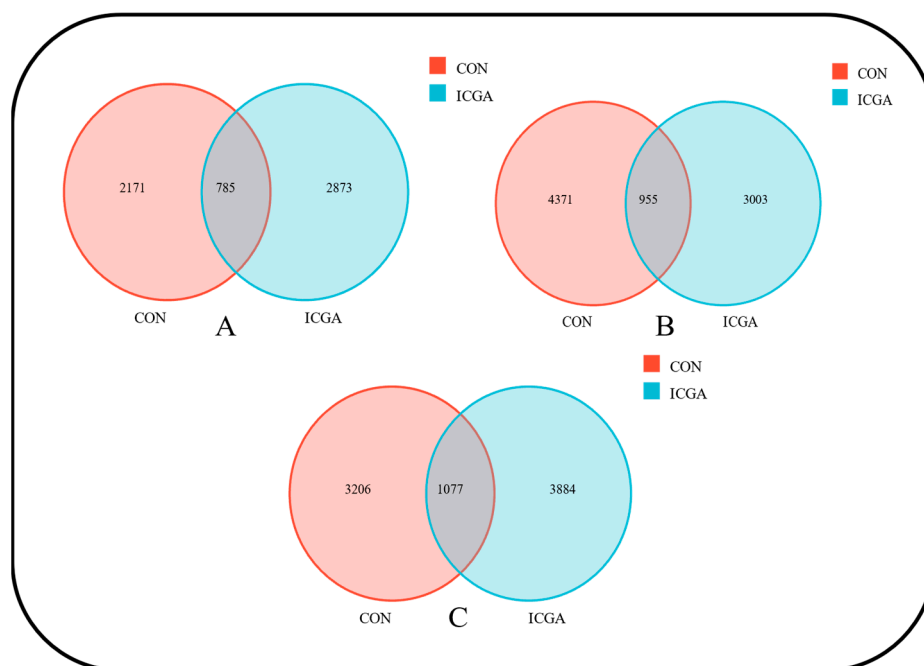 CON
ICGA
2171
785
2873
CON
A
ICGA
CON
ICGA
4371
955
3003
CON
B
ICGA
CON
ICGA
3206
1077
3884
CON
C
ICGA